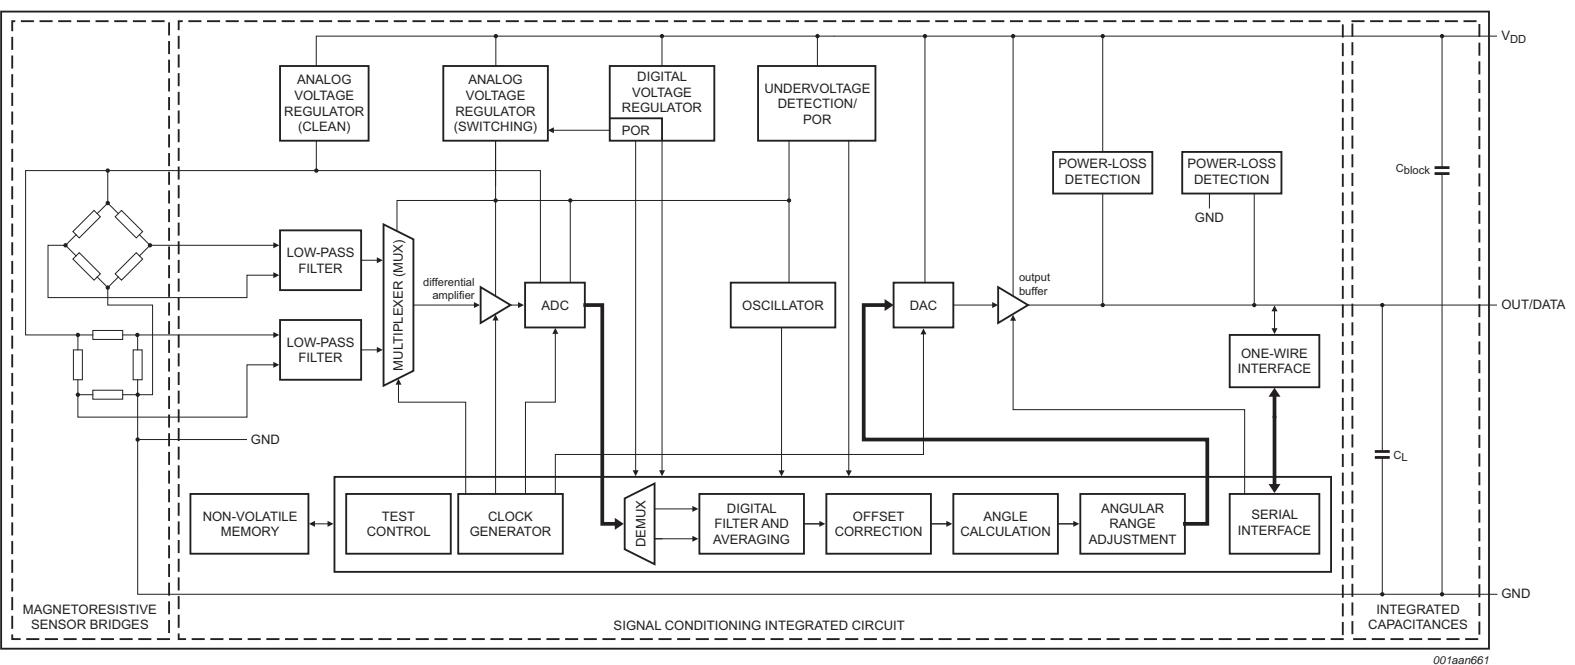 V_DD
ANALOG
VOLTAGE
REGULATOR
(CLEAN)
ANALOG
VOLTAGE
REGULATOR
(SWITCHING)
DIGITAL
VOLTAGE
REGULATOR
POR
UNDERVOLTAGE
DETECTION/
POR
POWER-LOSS
DETECTION
POWER-LOSS
DETECTION
GND
C_block
LOW-PASS
FILTER
LOW-PASS
FILTER
MULTIPLEXER (MUX)
differential
amplifier
ADC
OSCILLATOR
DAC
output
buffer
OUT/DATA
ONE-WIRE
INTERFACE
GND
C_L
NON-VOLATILE
MEMORY
TEST
CONTROL
CLOCK
GENERATOR
DEMUX
DIGITAL
FILTER AND
AVERAGING
OFFSET
CORRECTION
ANGLE
CALCULATION
ANGULAR
RANGE
ADJUSTMENT
SERIAL
INTERFACE
GND
MAGNETORESISTIVE
SENSOR BRIDGES
SIGNAL CONDITIONING INTEGRATED CIRCUIT
INTEGRATED
CAPACITANCES
001aan661